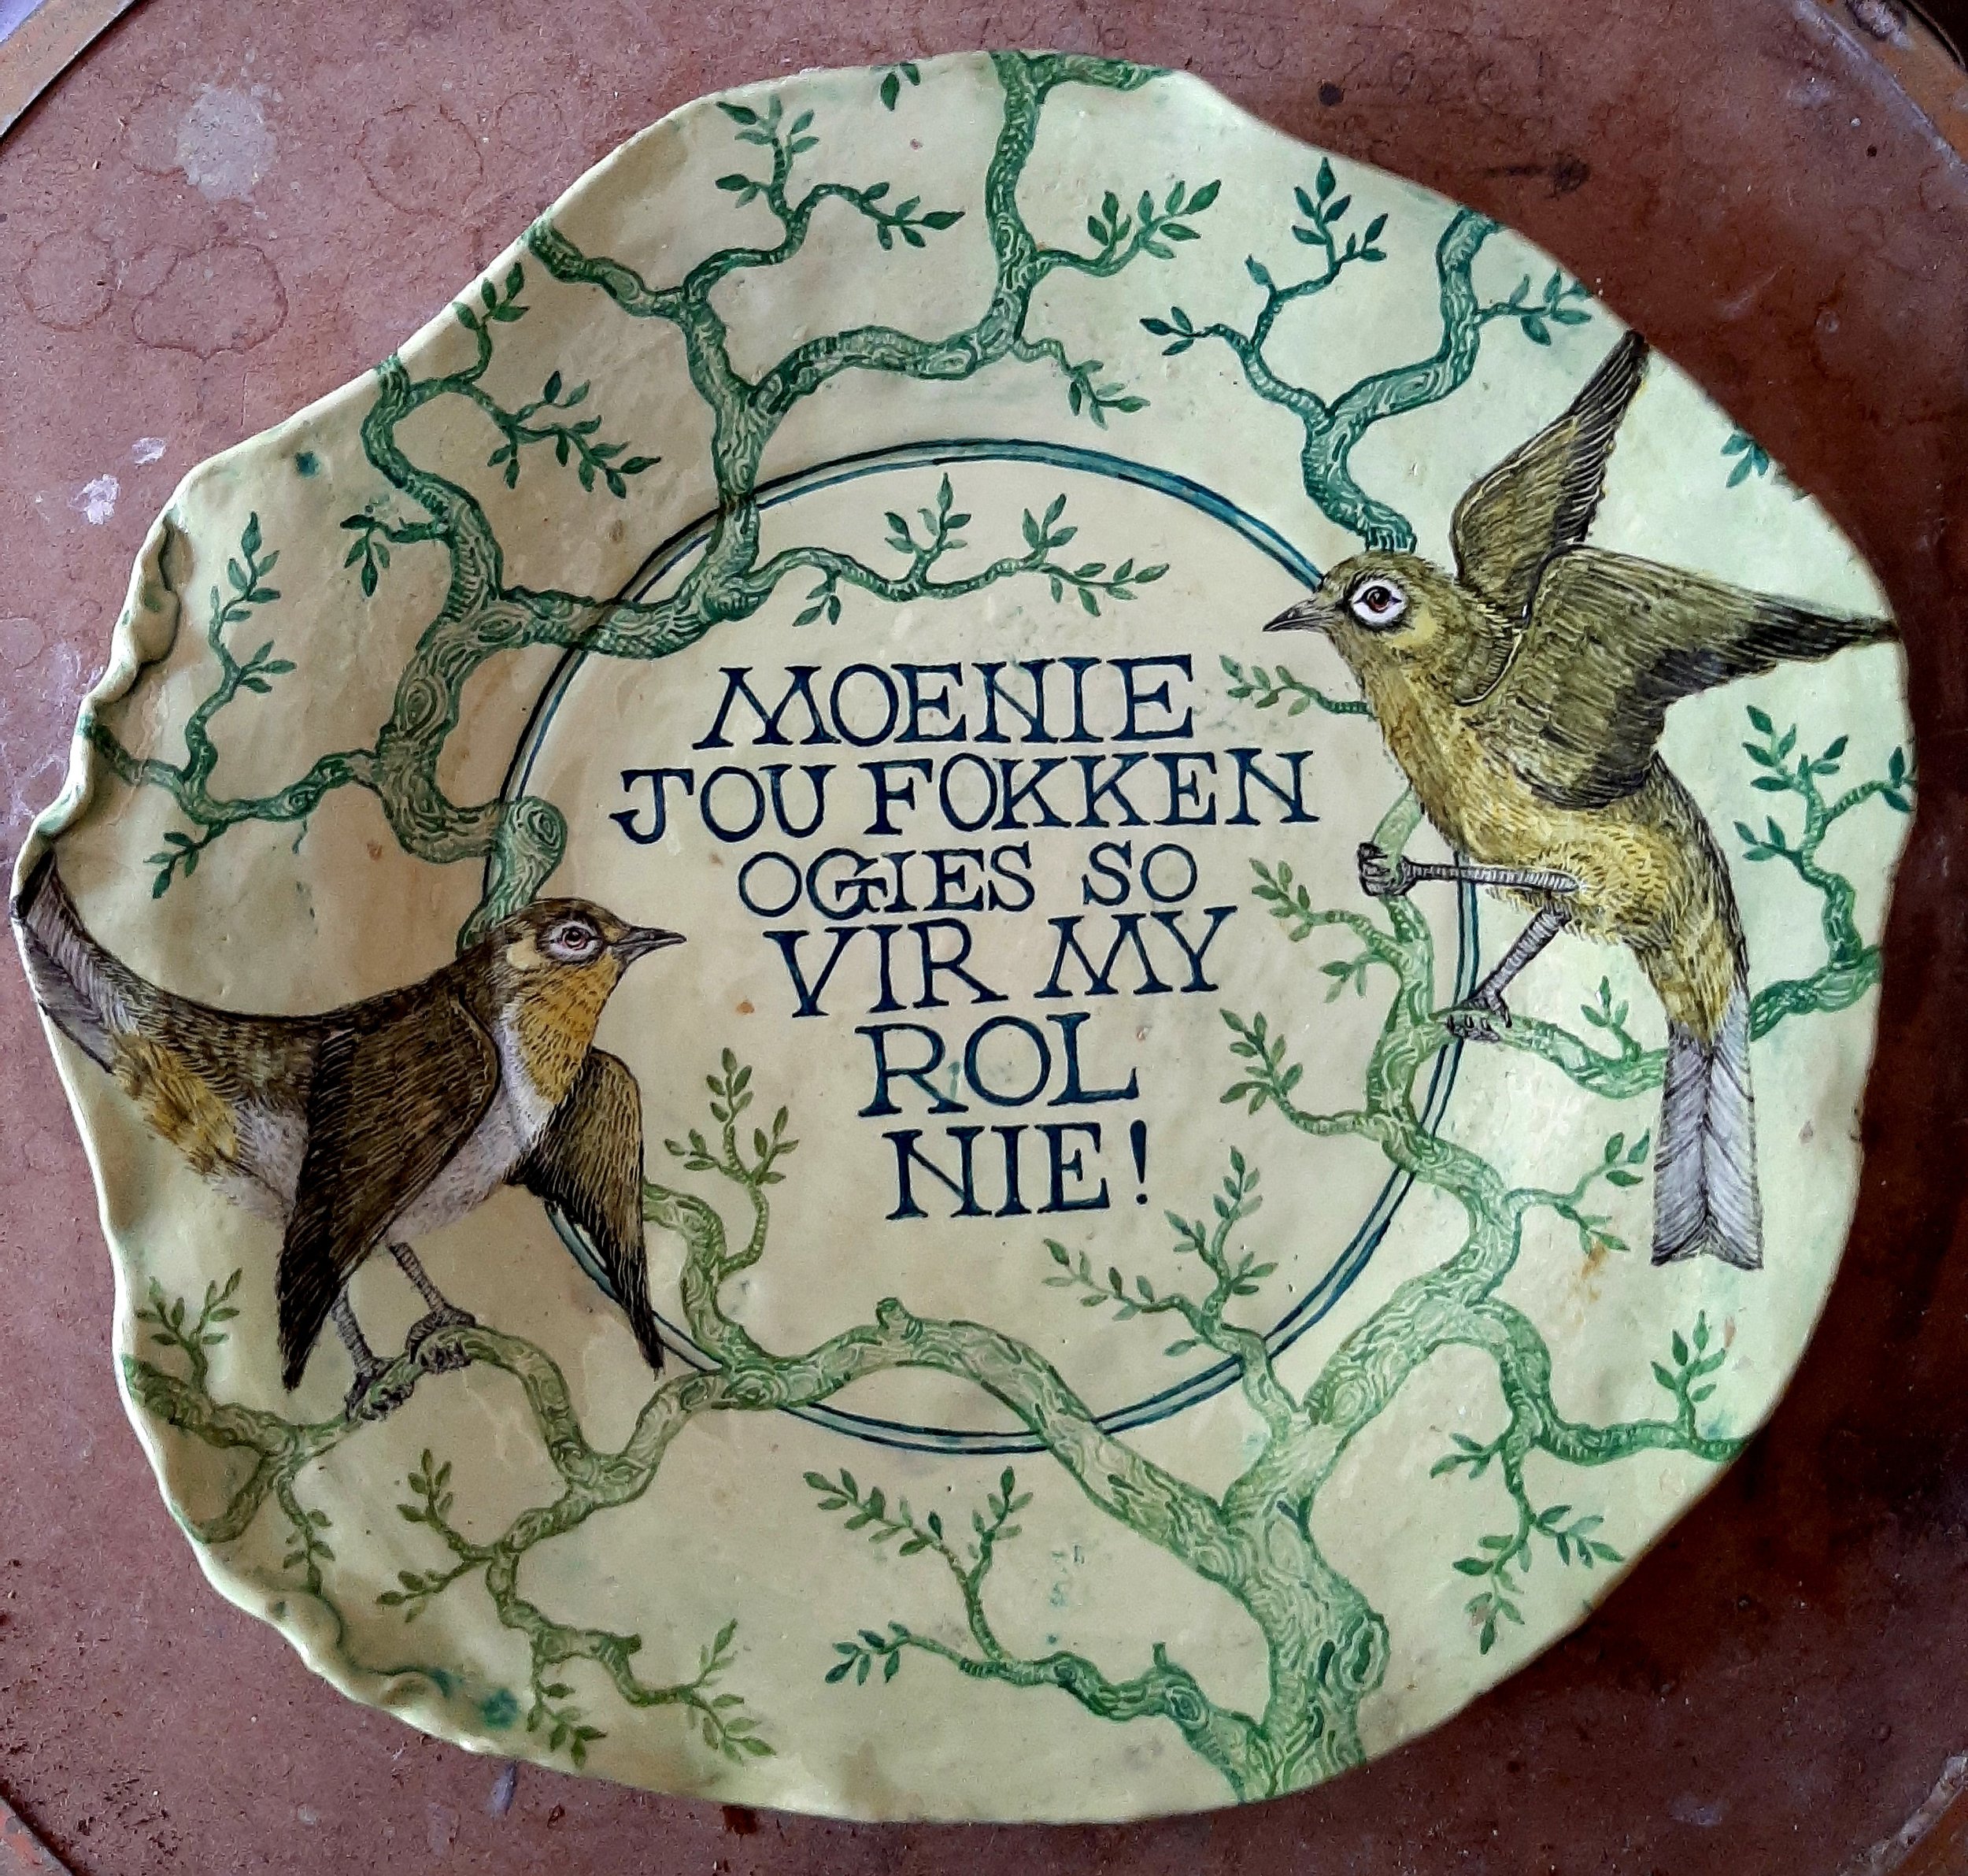 MOENIE
JOU FOKKEN
OGIES SO
VIR MY
ROL
NIE!